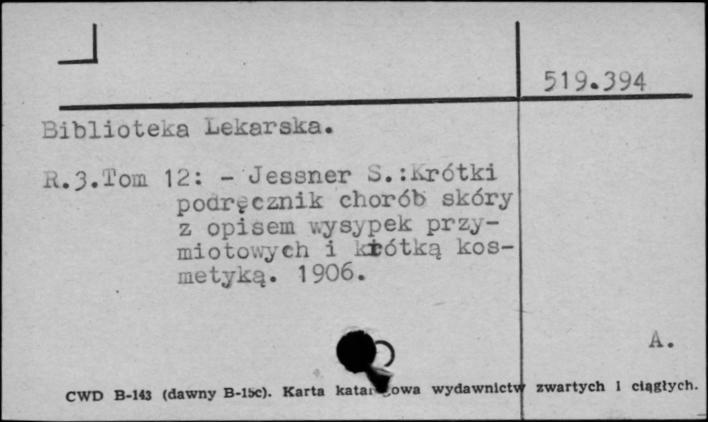 519.394
Biblioteka Lekarska.
R.3.Tom 12: - Jessner S.:Krótki
podręcznik chorób skóry
z opisem wysypek przy-
miotowych i krótką kos-
metyką. 1906.
A.
CWD B-143 (dawny B-15c). Karta katalogowa wydawnictw zwartych i ciągłych.